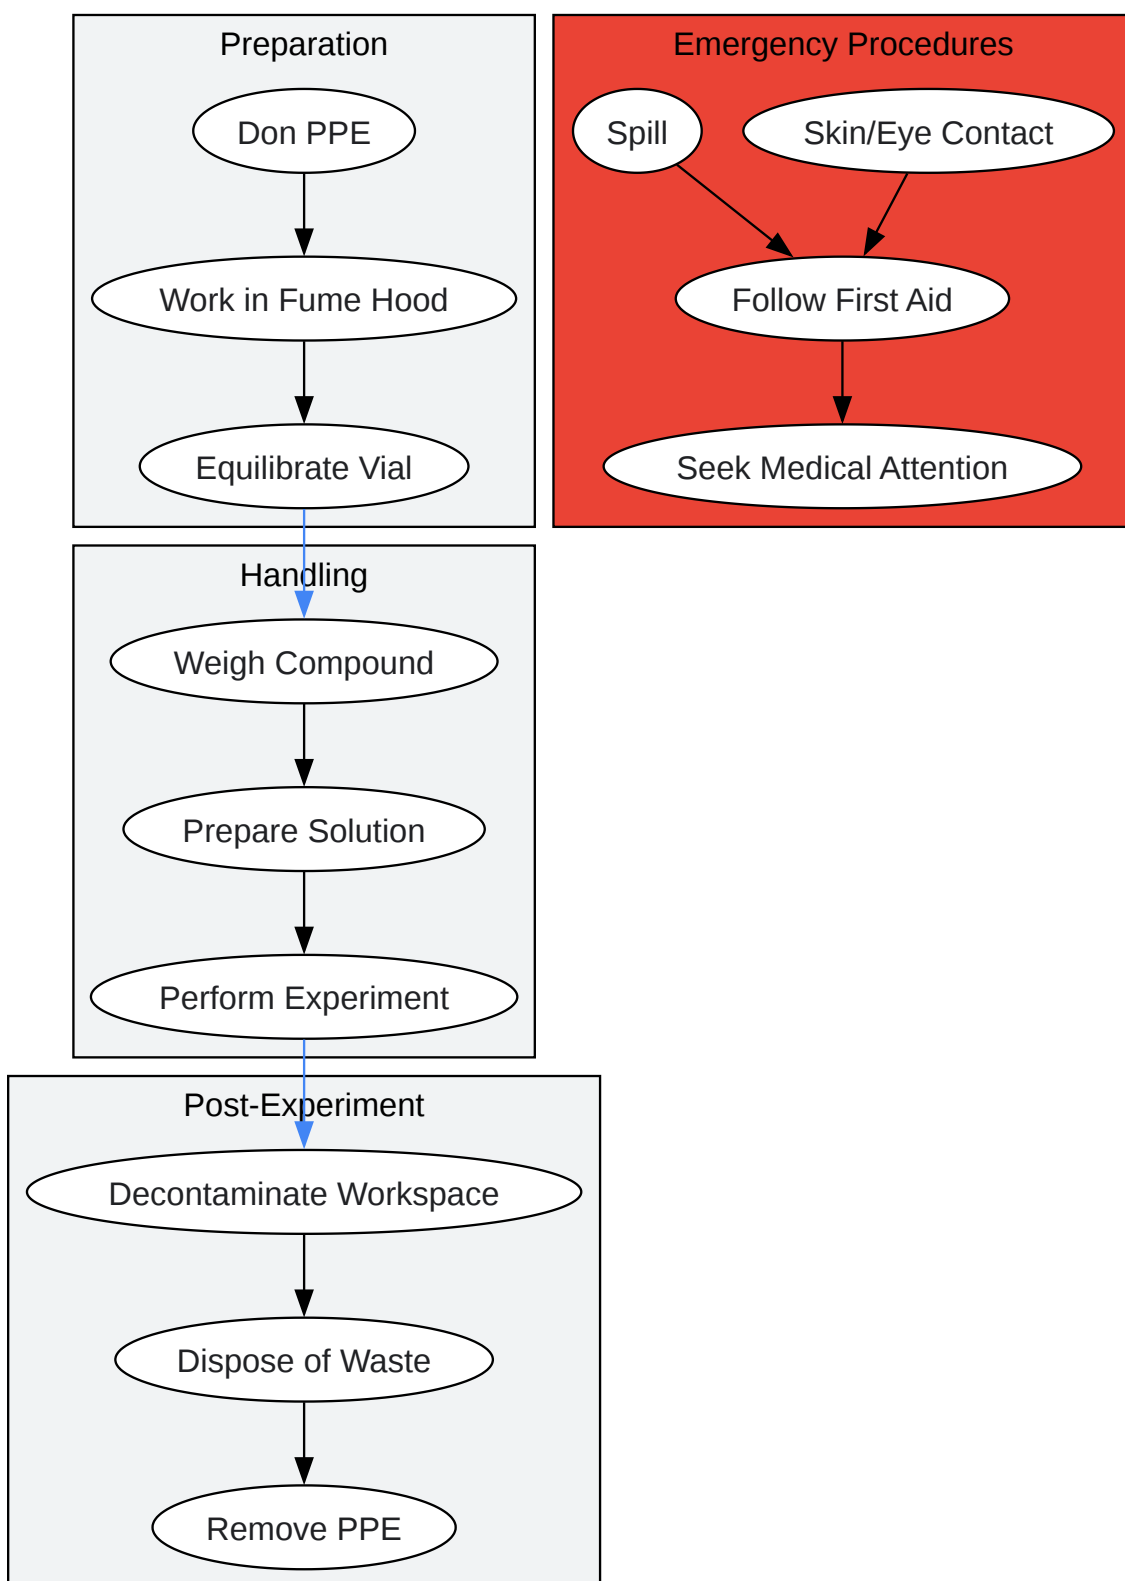 Preparation
Don PPE
Work in Fume Hood
Equilibrate Vial
Emergency Procedures
Spill
Skin/Eye Contact
Follow First Aid
Seek Medical Attention
Handling
Weigh Compound
Prepare Solution
Perform Experiment
Post-Experiment
Decontaminate Workspace
Dispose of Waste
Remove PPE